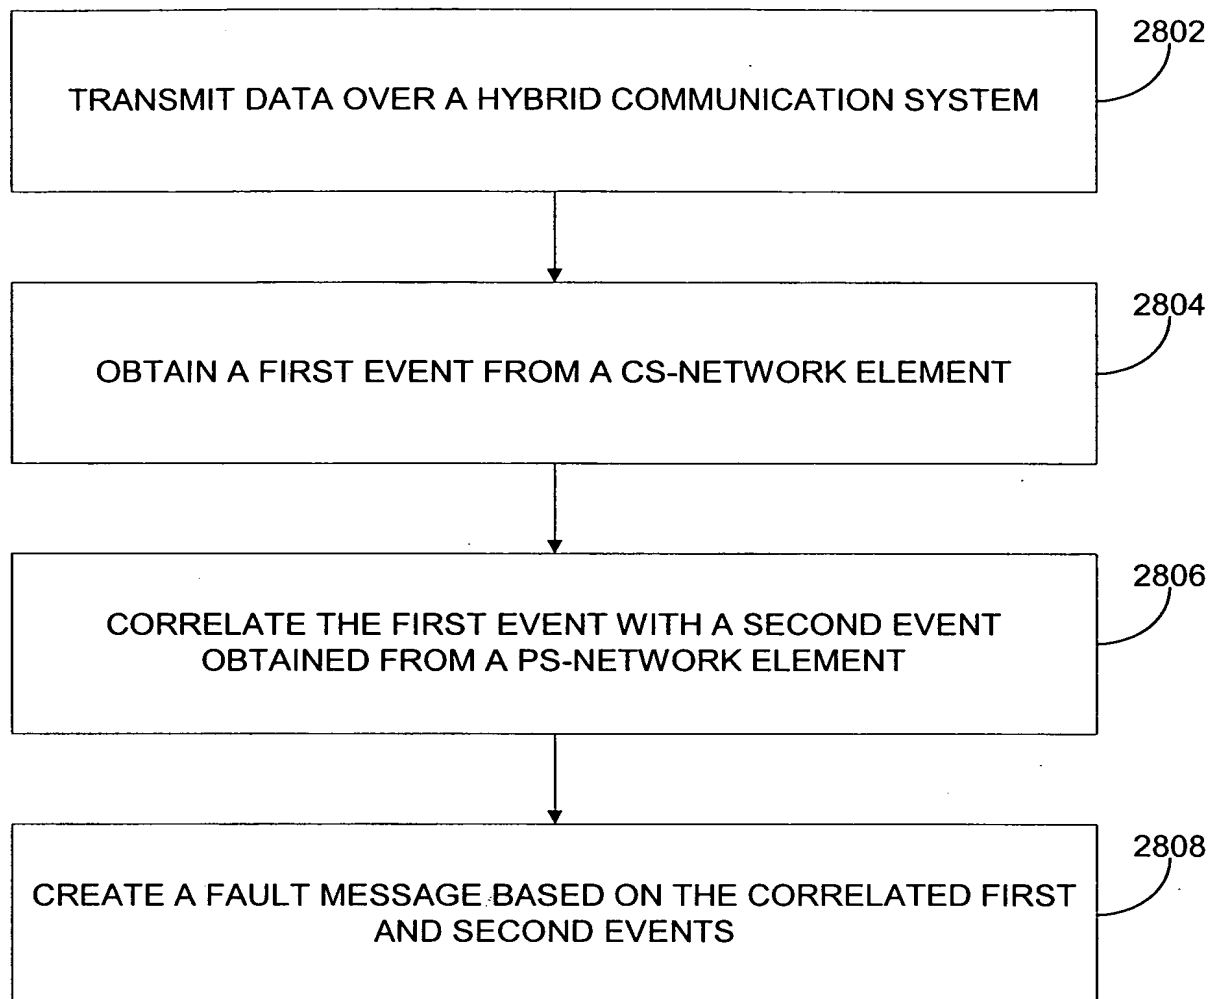 2802
TRANSMIT DATA OVER A HYBRID COMMUNICATION SYSTEM
2804
OBTAIN A FIRST EVENT FROM A CS-NETWORK ELEMENT
2806
CORRELATE THE FIRST EVENT WITH A SECOND EVENT
OBTAINED FROM A PS-NETWORK ELEMENT
2808
CREATE A FAULT MESSAGE BASED ON THE CORRELATED FIRST
AND SECOND EVENTS